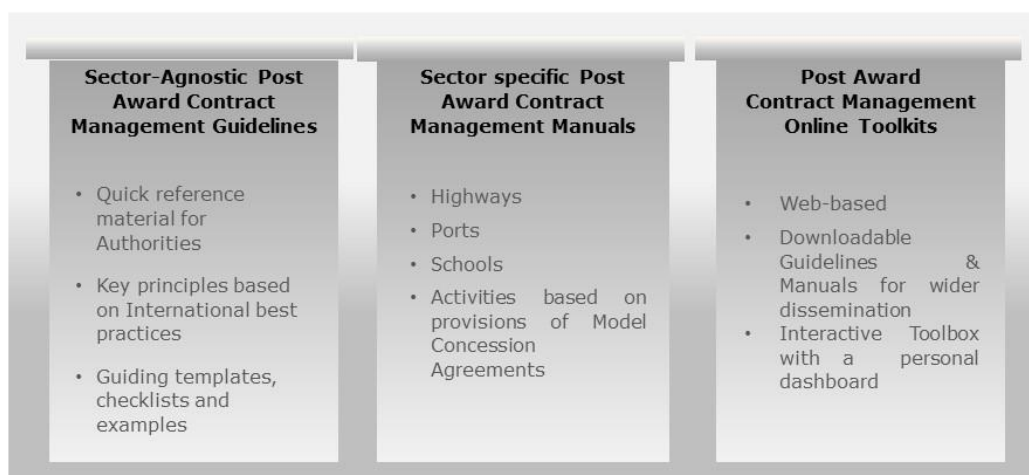 Sector-Agnostic Post
Award Contract
Management Guidelines
• Quick reference
material for
Authorities
• Key principles based
on International best
practices
• Guiding templates,
checklists and
examples
Sector specific Post
Award Contract
Management Manuals
• Highways
• Ports
• Schools
• Activities based on
provisions of Model
Concession
Agreements
Post Award
Contract Management
Online Toolkits
• Web-based
• Downloadable
Guidelines &
Manuals for wider
dissemination
• Interactive Toolbox
with a personal
dashboard